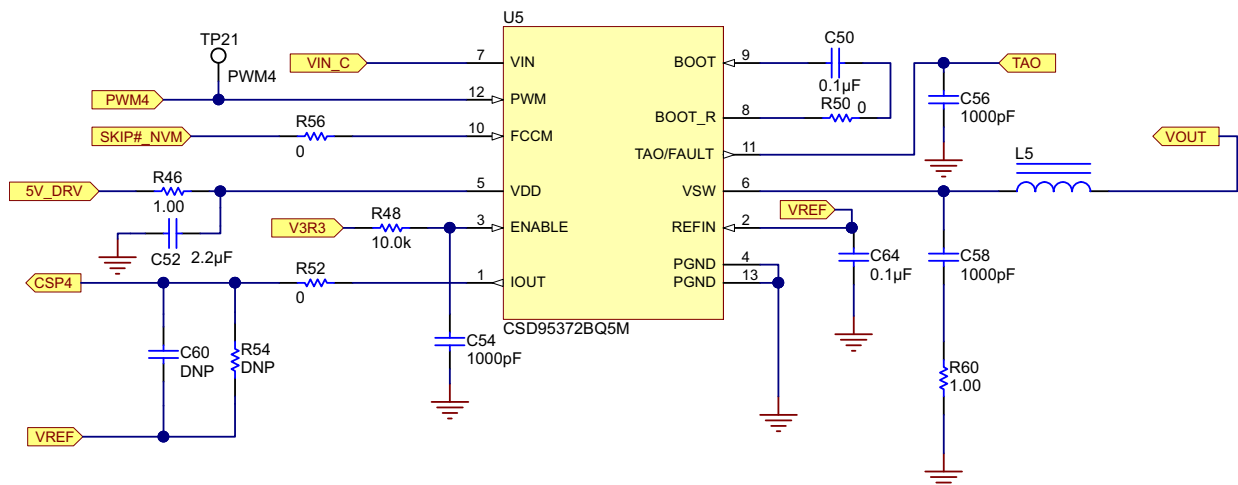 U5
TP21
PWM4
VIN_C
7
VIN
BOOT
9
C50
0.1µF
TAO
PWM4
12
PWM
C56
1000pF
BOOT_R
8
R50
0
SKIP#_NVM
R56
0
10
FCCM
TAO/FAULT
11
VOUT
L5
5V_DRV
R46
1.00
5
VDD
VSW
6
C52
2.2µF
V3R3
R48
10.0k
3
ENABLE
REFIN
2
VREF
C64
0.1µF
C58
1000pF
CSP4
R52
0
1
IOUT
PGND
4
PGND
13
CSD95372BQ5M
C60
DNP
R54
DNP
C54
1000pF
R60
1.00
VREF